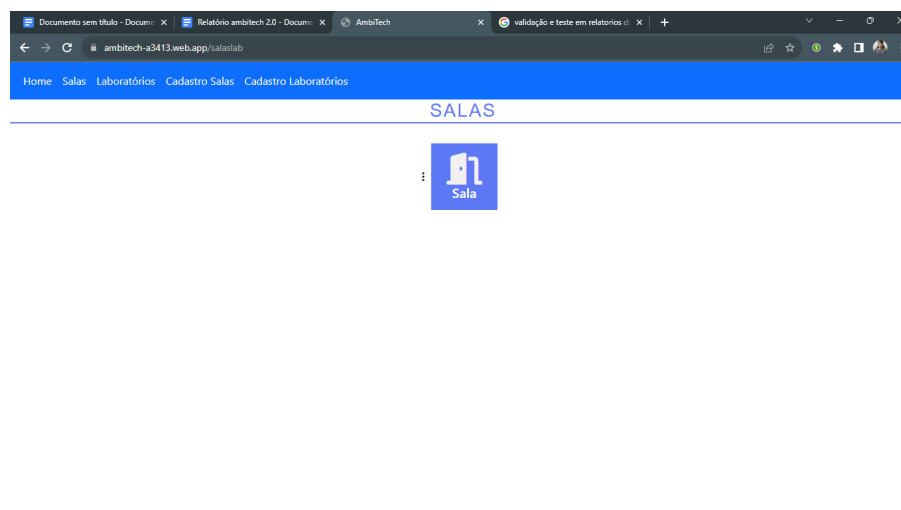 Documento sem título - Docume
Relatório ambitech 2.0 - Docume
AmbiTech
validação e teste em relatorios d
ambitech-a3413.web.app/salaslab
Home Salas Laboratórios Cadastro Salas Cadastro Laboratórios
SALAS
Sala